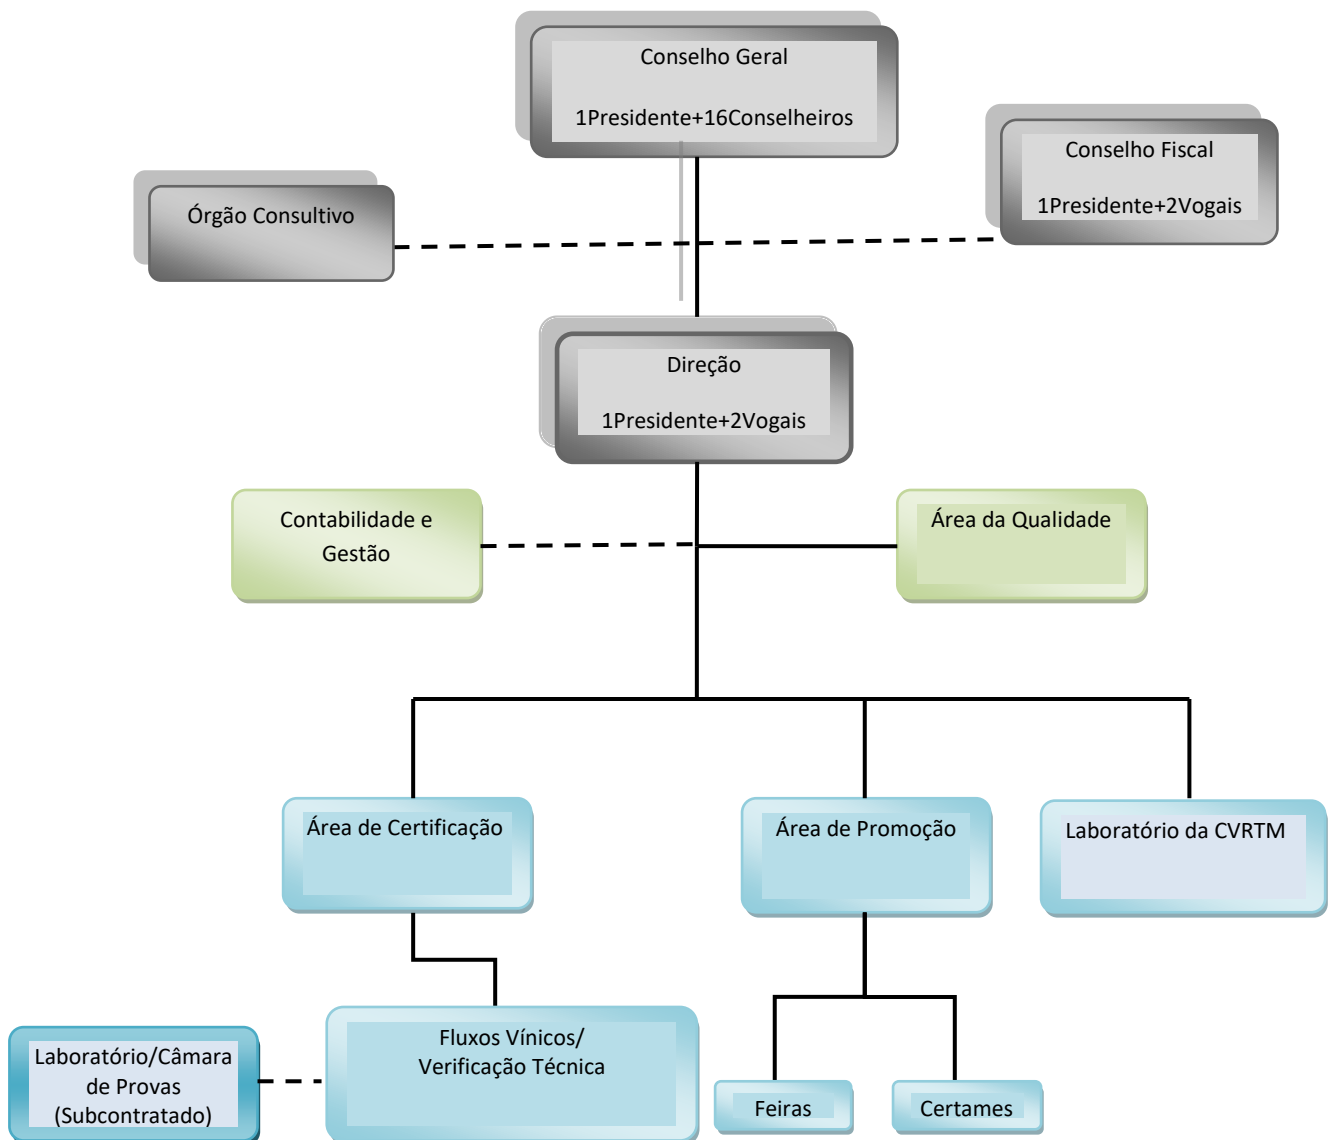 Conselho Geral
1Presidente+16Conselheiros
Conselho Fiscal
1Presidente+2Vogais
Órgão Consultivo
Direção
1Presidente+2Vogais
Contabilidade e
Gestão
Área da Qualidade
Área de Certificação
Área de Promoção
Laboratório da CVRTM
Fluxos Vínicos/
Verificação Técnica
Laboratório/Câmara
de Provas
(Subcontratado)
Feiras
Certames